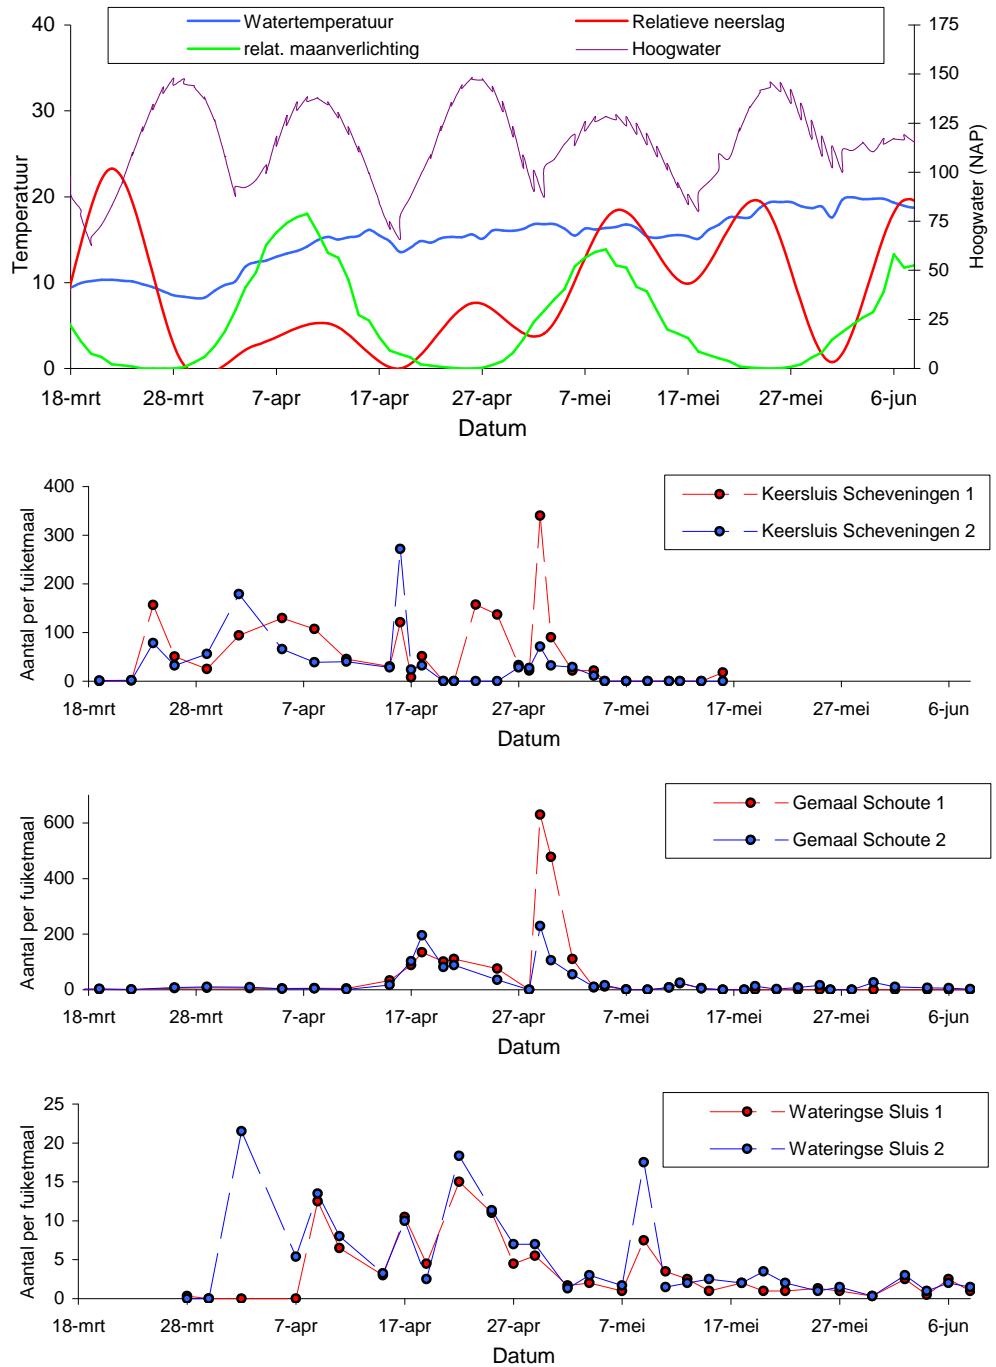 Watertemperatuur
Relatieve neerslag
relat. maanverlichting
Hoogwater
40
30
20
10
0
Temperatuur
175
150
125
100
75
50
25
0
Hoogwater (NAP)
18-mrt 28-mrt 7-apr 17-apr 27-apr 7-mei 17-mei 27-mei 6-jun
Datum
Keersluis Scheveningen 1
Keersluis Scheveningen 2
400
300
200
100
0
Aantal per fuiketmaal
18-mrt 28-mrt 7-apr 17-apr 27-apr 7-mei 17-mei 27-mei 6-jun
Datum
Gemaal Schoute 1
Gemaal Schoute 2
600
400
200
0
Aantal per fuiketmaal
18-mrt 28-mrt 7-apr 17-apr 27-apr 7-mei 17-mei 27-mei 6-jun
Datum
Wateringse Sluis 1
Wateringse Sluis 2
25
20
15
10
5
0
Aantal per fuiketmaal
18-mrt 28-mrt 7-apr 17-apr 27-apr 7-mei 17-mei 27-mei 6-jun
Datum